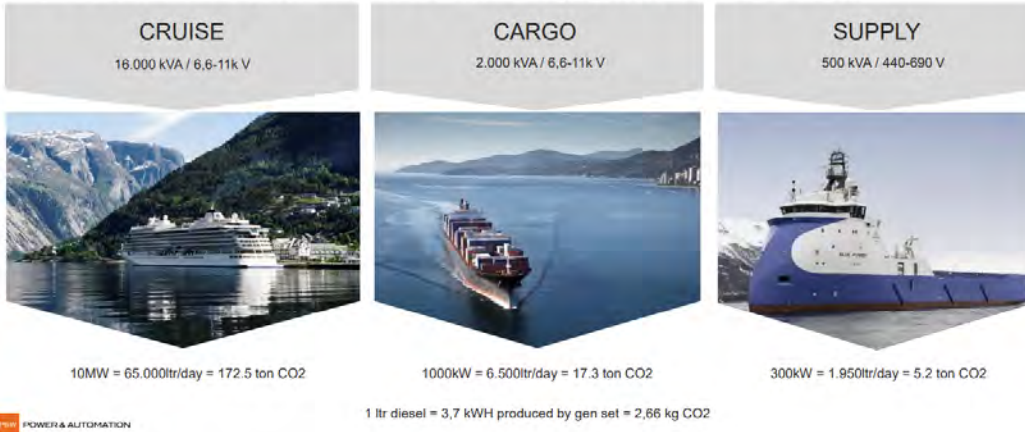 CRUISE
16.000 kVA / 6,6-11k V
CARGO
2.000 kVA / 6,6-11k V
SUPPLY
500 kVA / 440-690 V
BLUE
10MW = 65.000ltr/day = 172.5 ton CO2
1000kW = 6.500ltr/day = 17.3 ton CO2
300kW = 1.950ltr/day = 5.2 ton CO2
1 ltr diesel = 3,7 kWH produced by gen set = 2,66 kg CO2
PSW POWER & AUTOMATION